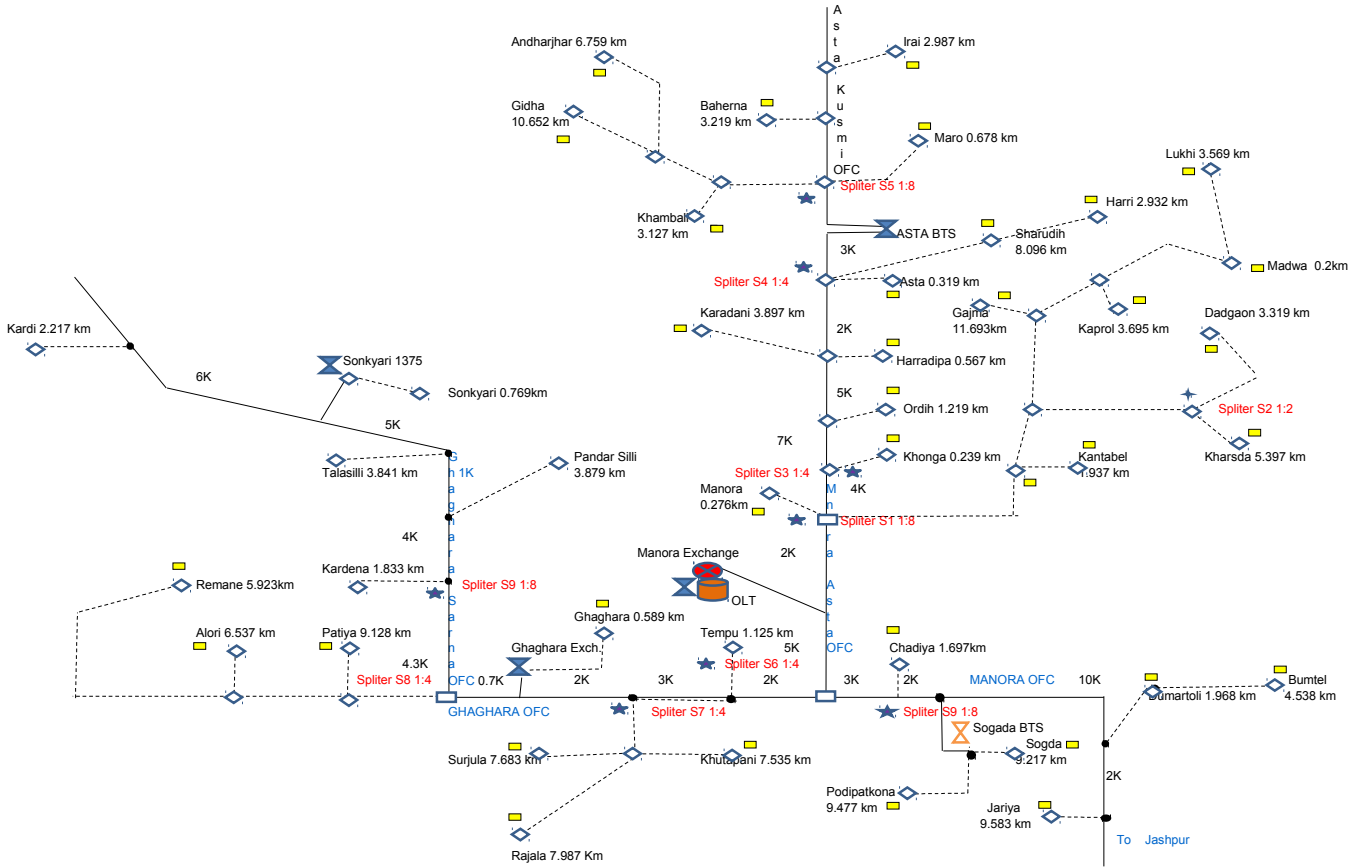 A
s
t
a
K
u
s
m
i
OFC
Andharjhar 6.759 km
Irai 2.987 km
Gidha
10.652 km
Baherna
3.219 km
Maro 0.678 km
Lukhi 3.569 km
Spliter S5 1:8
Harri 2.932 km
Khambali
3.127 km
ASTA BTS
Sharudih
8.096 km
3K
Madwa 0.2km
Spliter S4 1:4
Asta 0.319 km
Karadani 3.897 km
Gajma
11.693km
Kaprol 3.695 km
Dadgaon 3.319 km
Kardi 2.217 km
2K
Harradipa 0.567 km
Sonkyari 1375
6K
Sonkyari 0.769km
5K
Ordih 1.219 km
Spliter S2 1:2
5K
7K
Talasilli 3.841 km
Pandar Silli
3.879 km
Khonga 0.239 km
Kantabel
1.937 km
Kharsda 5.397 km
Spliter S3 1:4
4K
Manora
0.276km
Spliter S1 1:8
G
h 1K
a
g
h
a
r
a
S
a
r
n
a
OFC
M
n
r
a
A
s
t
a
OFC
4K
2K
Manora Exchange
OLT
Remane 5.923km
Kardena 1.833 km
Spliter S9 1:8
Ghaghara 0.589 km
Alori 6.537 km
Patiya 9.128 km
Ghaghara Exch.
Tempu 1.125 km
5K
Chadiya 1.697km
Spliter S8 1:4
4.3K
0.7K
2K
3K
Spliter S6 1:4
2K
3K
2K
MANORA OFC
10K
Dumartoli 1.968 km
Bumtel
4.538 km
GHAGHARA OFC
Spliter S7 1:4
Spliter S9 1:8
Sogada BTS
Surjula 7.683 km
Khutapani 7.535 km
Sogda
9.217 km
2K
Podipatkona
9.477 km
Jariya
9.583 km
To Jashpur
Rajala 7.987 Km